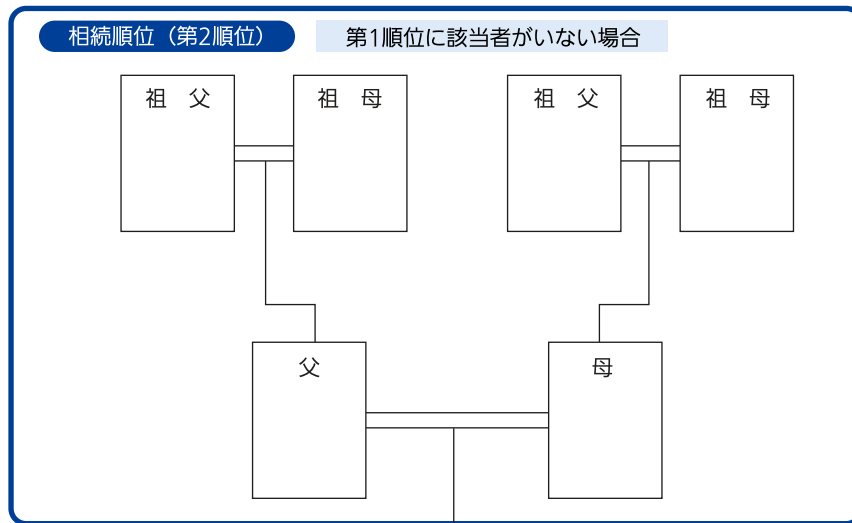 相続順位（第2順位）　第1順位に該当者がいない場合
祖　父　祖　母　祖　父　祖　母
父　母